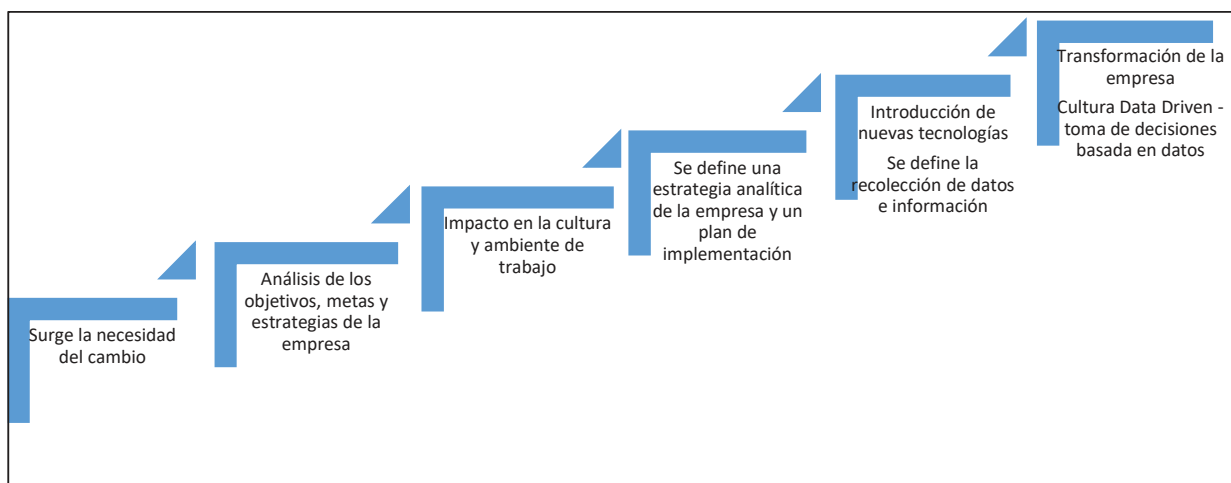 Surge la necesidad
del cambio
Análisis de los
objetivos, metas y
estrategias de la
empresa
Impacto en la cultura
y ambiente de
trabajo
Se define una
estrategia analítica
de la empresa y un
plan de
implementación
Introducción de
nuevas tecnologías
Se define la
recolección de datos
e información
Transformación de la
empresa
Cultura Data Driven -
toma de decisiones
basada en datos